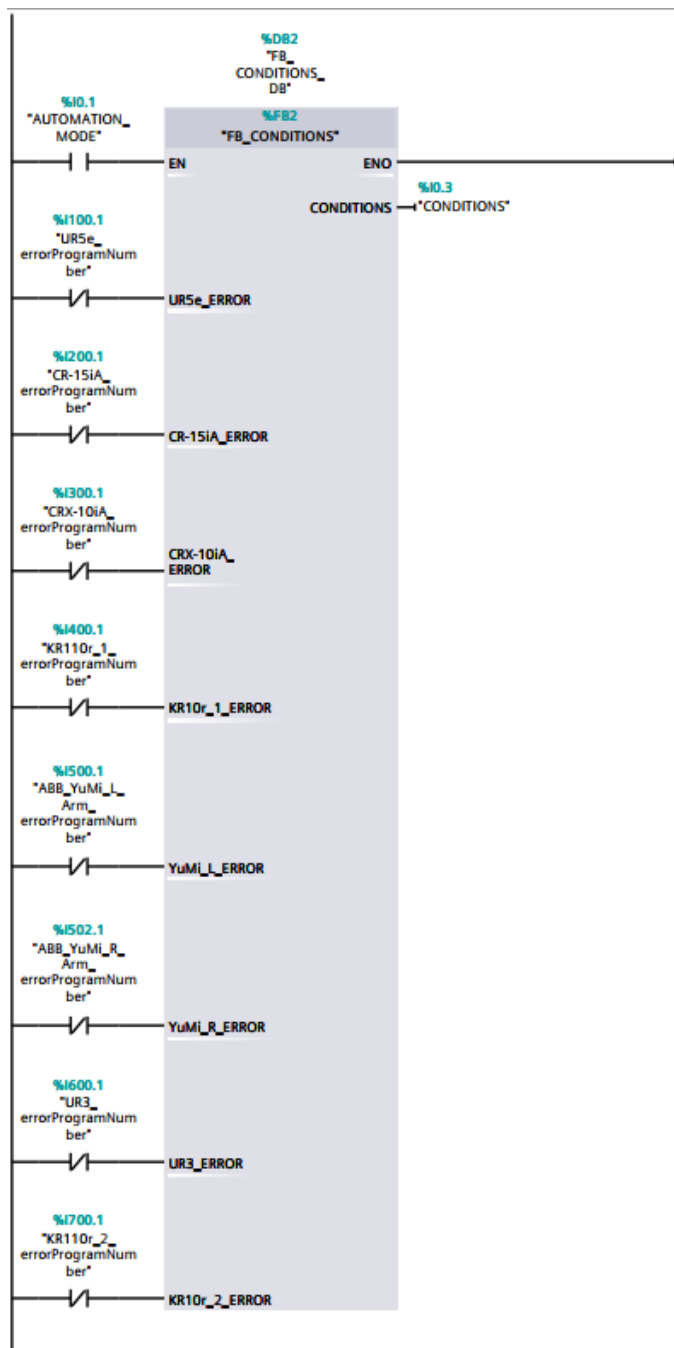 %DB2
"FB_
CONDITIONS_
DB"
%I0.1
"AUTOMATION_
MODE"
%FB2
"FB_CONDITIONS"
EN
ENO
%I0.3
CONDITIONS
"CONDITIONS"
%I100.1
"UR5e_
errorProgramNum
ber"
UR5e_ERROR
%I200.1
"CR-15iA_
errorProgramNum
ber"
CR-15iA_ERROR
%I300.1
"CRX-10iA_
errorProgramNum
ber"
CRX-10iA_
ERROR
%I400.1
"KR110r_1_
errorProgramNum
ber"
KR10r_1_ERROR
%I500.1
"ABB_YuMi_L_
Arm_
errorProgramNum
ber"
YuMi_L_ERROR
%I502.1
"ABB_YuMi_R_
Arm_
errorProgramNum
ber"
YuMi_R_ERROR
%I600.1
"UR3_
errorProgramNum
ber"
UR3_ERROR
%I700.1
"KR110r_2_
errorProgramNum
ber"
KR10r_2_ERROR